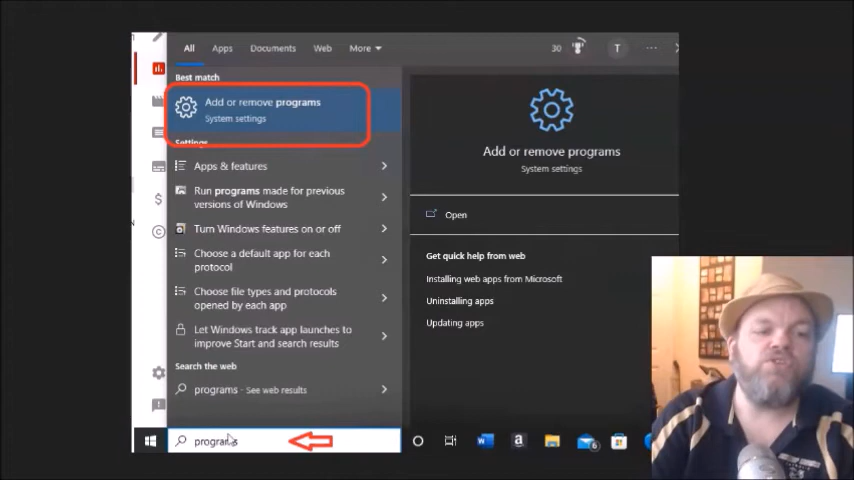 All Apps Documents Web More 30 T ...
Best match
Add or remove programs
System settings
Settings
Apps & features
Run programs made for previous
versions of Windows
Turn Windows features on or off
Choose a default app for each
protocol
Choose file types and protocols
opened by each app
Let Windows track app launches to
improve Start and search results
Search the web
programs - See web results
programs
Add or remove programs
System settings
Open
Get quick help from web
Installing web apps from Microsoft
Uninstalling apps
Updating apps
6